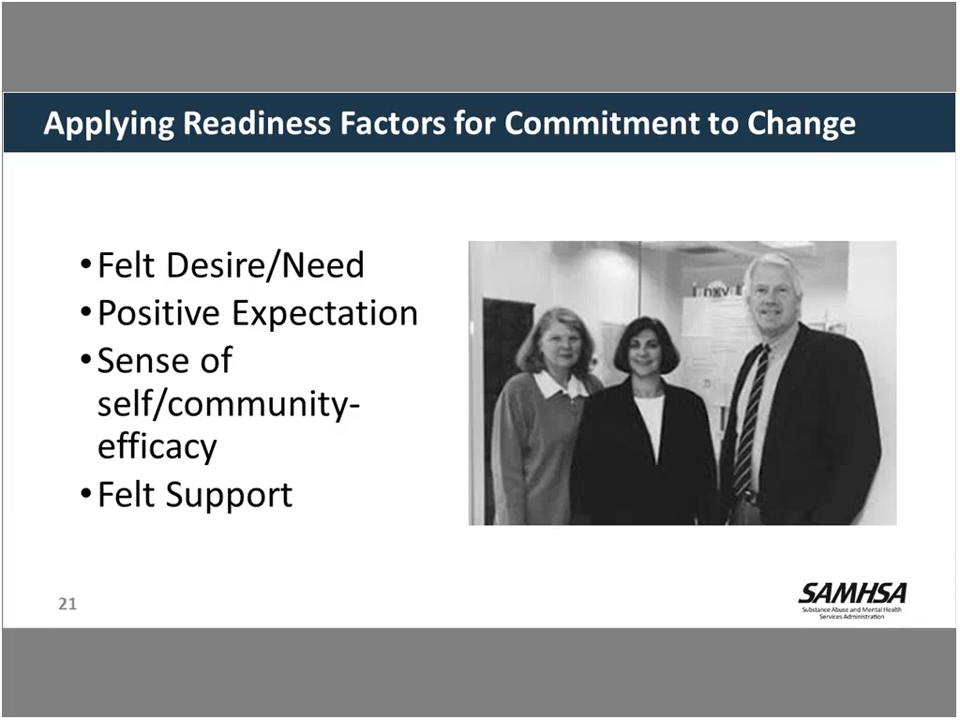 Applying Readiness Factors for Commitment to Change
•Felt Desire/Need
•Positive Expectation
•Sense of
self/community-
efficacy
•Felt Support
21
SAMHSA
Substance Abuse and Mental Health
Services Administration